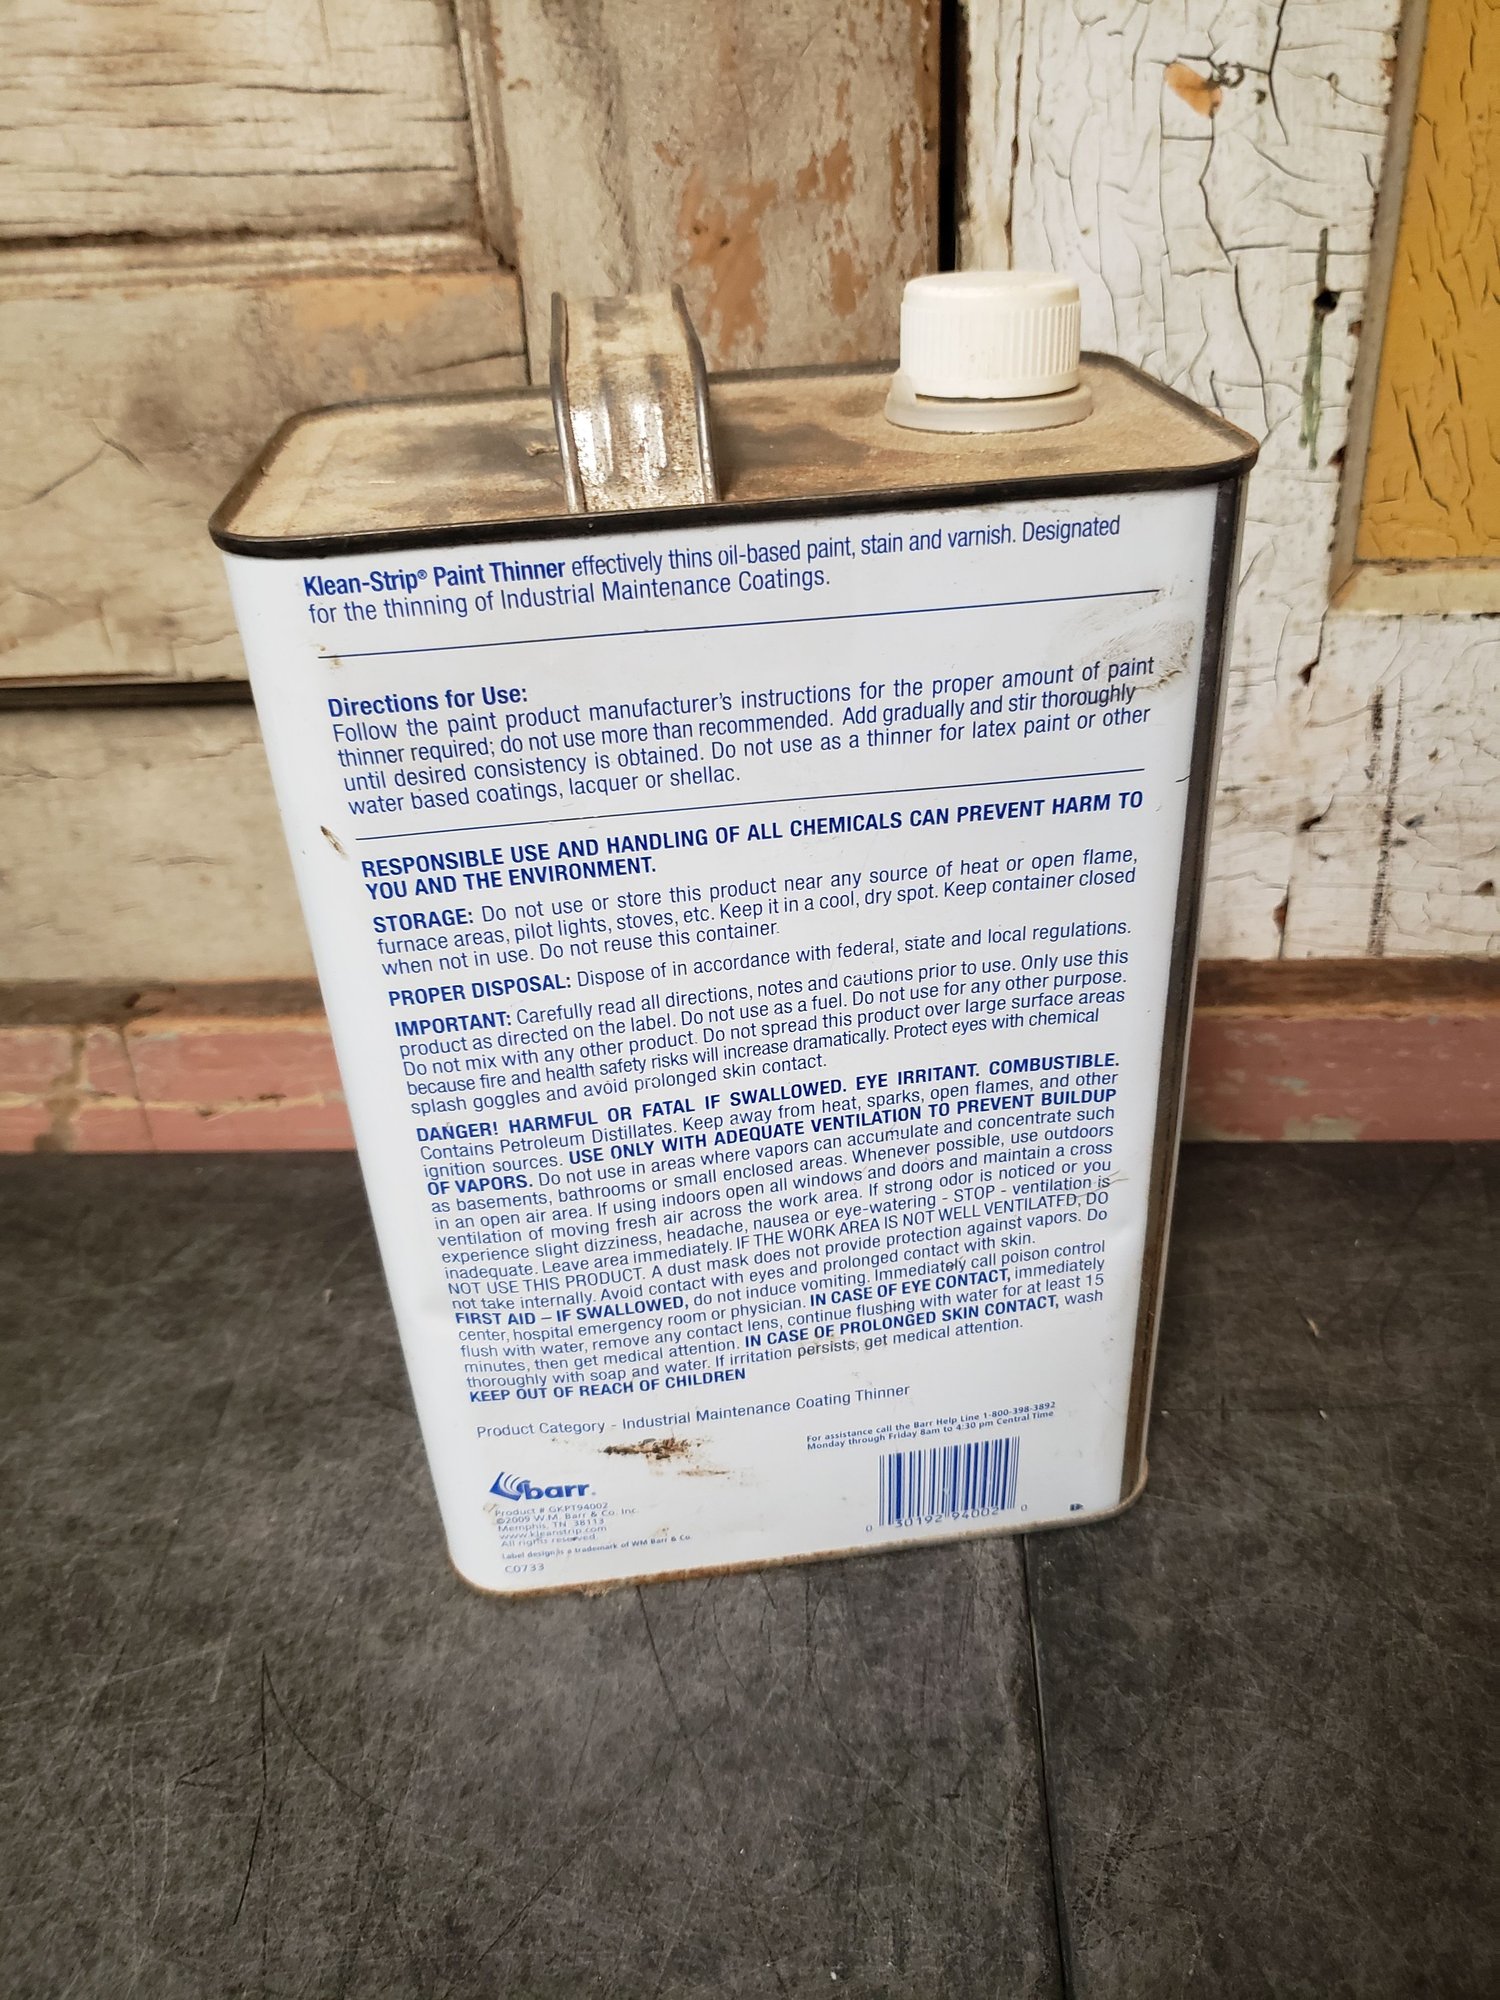 Klean-Strip® Paint Thinner effectively thins oil-based paint, stain and varnish. Designated
for the thinning of Industrial Maintenance Coatings.
Directions for Use:
Follow the paint product manufacturer's instructions for the proper amount of paint
thinner required; do not use more than recommended. Add gradually and stir thoroughly
until desired consistency is obtained. Do not use as a thinner for latex paint or other
water based coatings, lacquer or shellac.
RESPONSIBLE USE AND HANDLING OF ALL CHEMICALS CAN PREVENT HARM TO
YOU AND THE ENVIRONMENT.
STORAGE: Do not use or store this product near any source of heat or open flame,
furnace areas, pilot lights, stoves, etc. Keep it in a cool, dry spot. Keep container closed
when not in use. Do not reuse this container.
PROPER DISPOSAL: Dispose of in accordance with federal, state and local regulations.
IMPORTANT: Carefully read all directions, notes and cautions prior to use. Only use this
product as directed on the label. Do not use as a fuel. Do not use for any other purpose.
Do not mix with any other product. Do not spread this product over large surface areas
because fire and health safety risks will increase dramatically. Protect eyes with chemical
splash goggles and avoid prolonged skin contact.
DANGER! HARMFUL OR FATAL IF SWALLOWED. EYE IRRITANT. COMBUSTIBLE.
Contains Petroleum Distillates. Keep away from heat, sparks, open flames, and other
ignition sources. USE ONLY WITH ADEQUATE VENTILATION TO PREVENT BUILDUP
OF VAPORS. Do not use in areas where vapors can accumulate and concentrate such
as basements, bathrooms or small enclosed areas. Whenever possible, use outdoors
in an open air area. If using indoors open all windows and doors and maintain a cross
ventilation of moving fresh air across the work area. If strong odor is noticed or you
experience slight dizziness, headache, nausea or eye-watering - STOP - ventilation is
inadequate. Leave area immediately. IF THE WORK AREA IS NOT WELL VENTILATED, DO
NOT USE THIS PRODUCT. A dust mask does not provide protection against vapors. Do
not take internally. Avoid contact with eyes and prolonged contact with skin.
FIRST AID – IF SWALLOWED, do not induce vomiting. Immediately call poison control
center, hospital emergency room or physician. IN CASE OF EYE CONTACT, immediately
flush with water, remove any contact lens, continue flushing with water for at least 15
minutes, then get medical attention. IN CASE OF PROLONGED SKIN CONTACT, wash
thoroughly with soap and water. If irritation persists, get medical attention.
KEEP OUT OF REACH OF CHILDREN
Product Category - Industrial Maintenance Coating Thinner
For assistance call the Barr Help Line 1-800-398-3892
Monday through Friday 8am to 4:30 pm Central Time
barr.
Product # GKPT94002
©2009 W.M. Barr & Co. Inc
Memphis, TN 38113
www.kleanstrip.com
All rights reserved.
Label design is a trademark of WM Barr & Co.
C0733
0 30192 94002 0